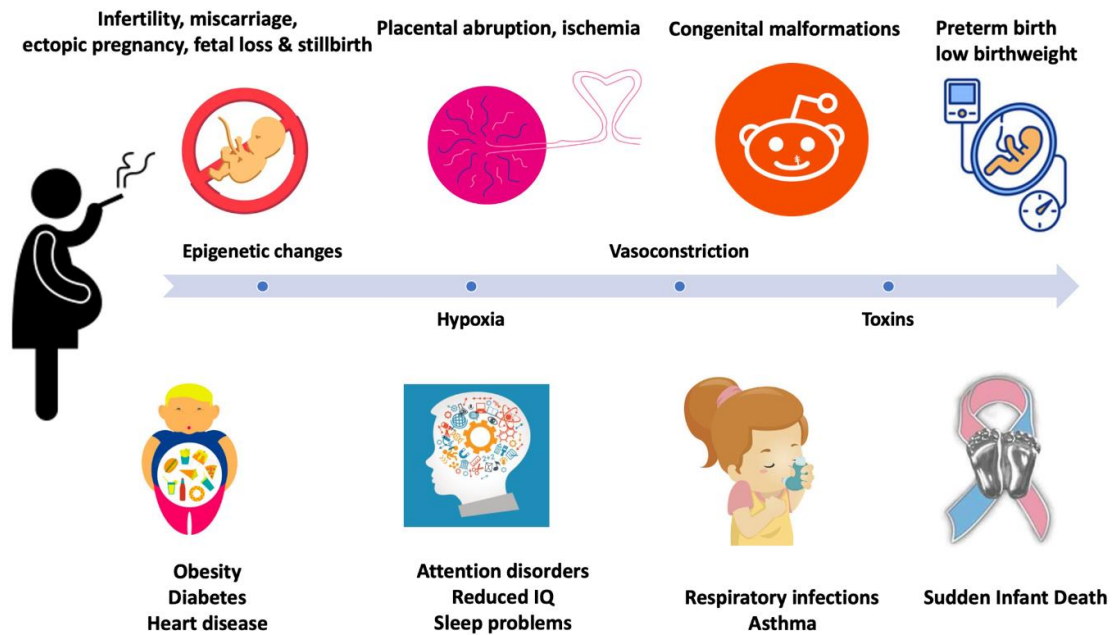 Infertility, miscarriage,
ectopic pregnancy, fetal loss & stillbirth
Placental abruption, ischemia
Congenital malformations
Preterm birth
low birthweight
Epigenetic changes
Vasoconstriction
Hypoxia
Toxins
Obesity
Diabetes
Heart disease
Attention disorders
Reduced IQ
Sleep problems
Respiratory infections
Asthma
Sudden Infant Death